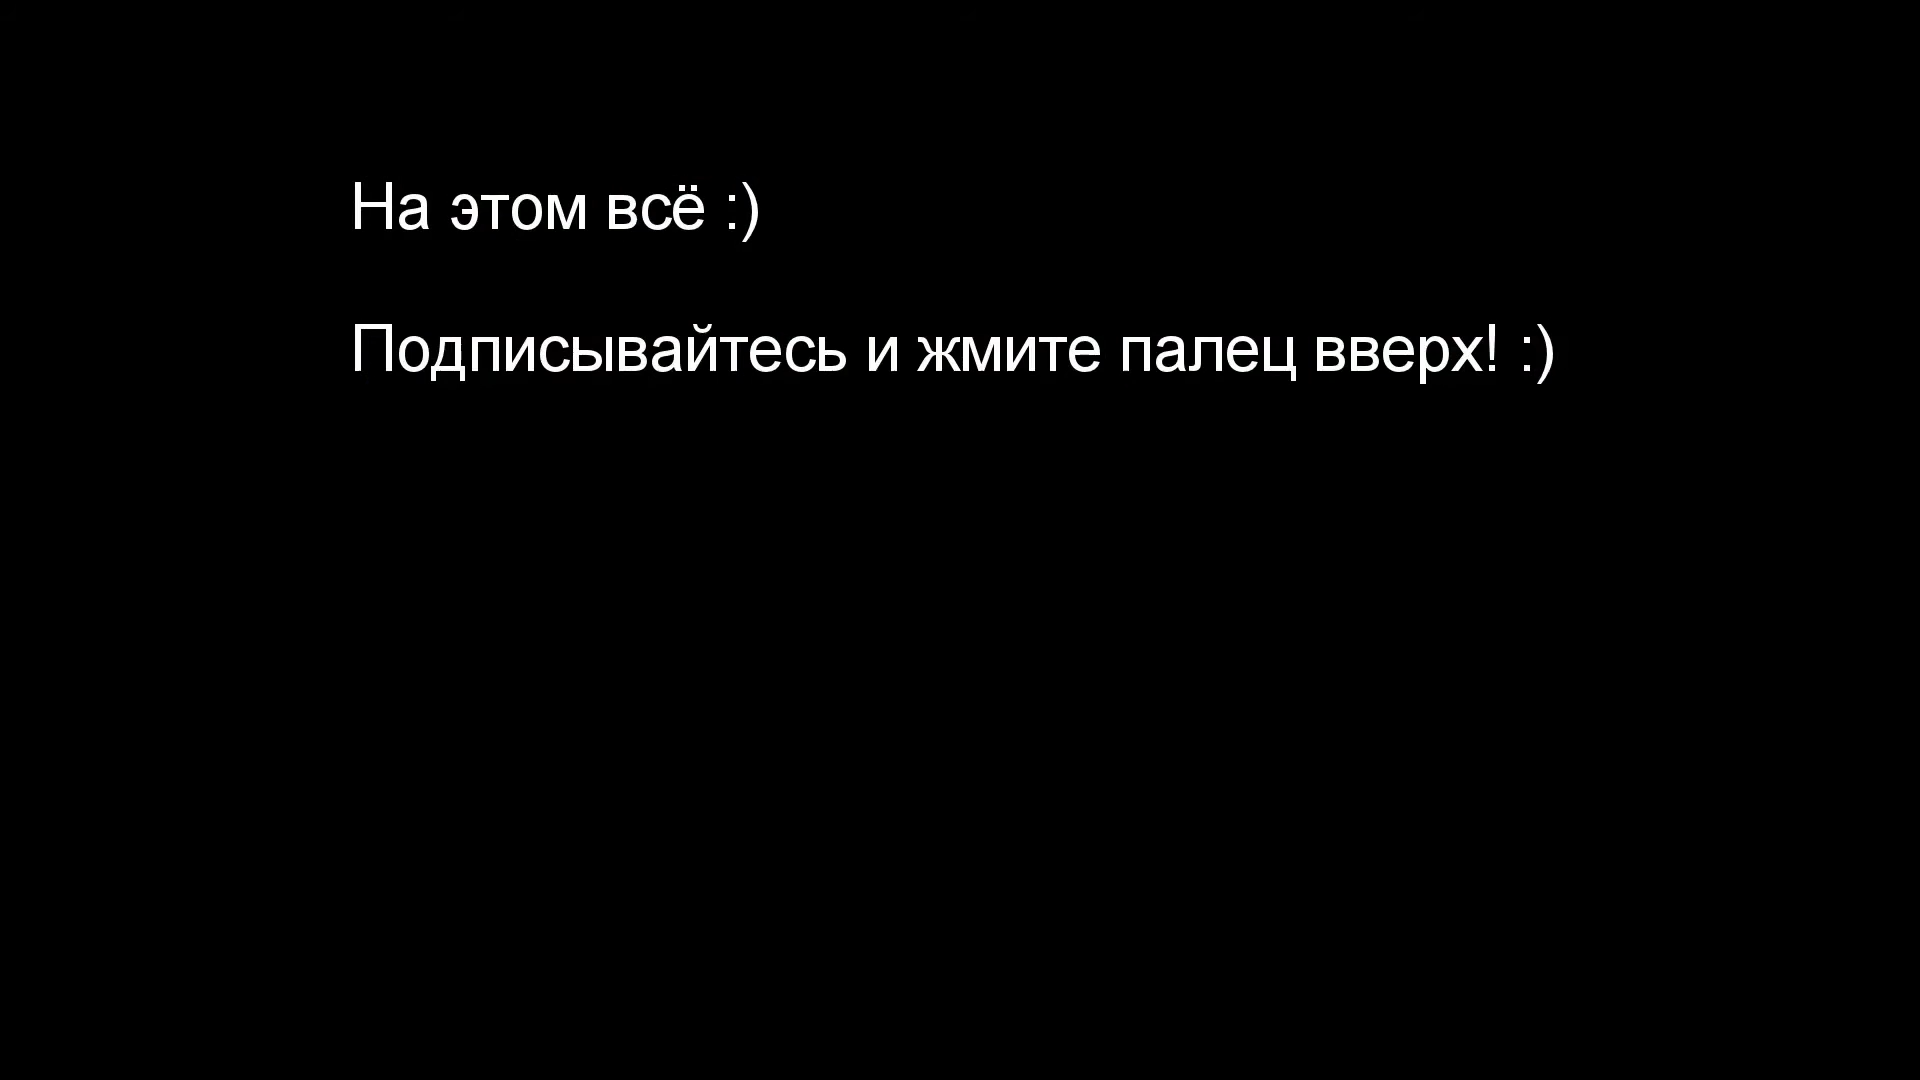 На этом всё :)
Подписывайтесь и жмите палец вверх! :)